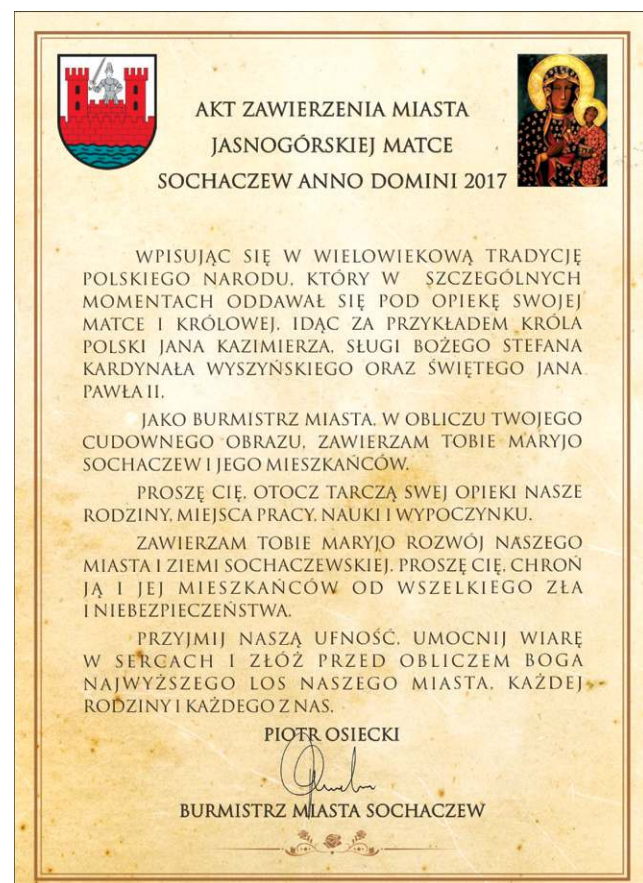 AKT ZAWIERZENIA MIASTA
JASNOGÓRSKIEJ MATCE
SOCHACZEW ANNO DOMINI 2017
WPISUJĄC SIĘ W WIELOWIEKOWĄ TRADYCJĘ
POLSKIEGO NARODU, KTÓRY W SZCZEGÓLNYCH
MOMENTACH ODDAWAŁ SIĘ POD OPIEKĘ SWOJEJ
MATCE I KRÓLOWEJ, IDĄC ZA PRZYKŁADEM KRÓLA
POLSKI JANA KAZIMIERZA, SŁUGI BOŻEGO STEFANA
KARDYNAŁA WYSZYŃSKIEGO ORAZ ŚWIĘTEGO JANA
PAWŁA II,
JAKO BURMISTRZ MIASTA, W OBLICZU TWOJEGO
CUDOWNEGO OBRAZU, ZAWIERZAM TOBIE MARYJO
SOCHACZEW I JEGO MIESZKAŃCÓW.
PROSZĘ CIĘ, OTOCZ TARCZĄ SWEJ OPIEKI NASZE
RODZINY, MIEJSCA PRACY, NAUKI I WYPOCZYNKU.
ZAWIERZAM TOBIE MARYJO ROZWÓJ NASZEGO
MIASTA I ZIEMI SOCHACZEWSKIEJ. PROSZĘ CIĘ, CHROŃ
JĄ I JEJ MIESZKAŃCÓW OD WSZELKIEGO ZŁA
I NIEBEZPIECZEŃSTWA.
PRZYJMIJ NASZĄ UFNOŚĆ, UMOCNIJ WIARĘ
W SERCACH I ZŁÓŻ PRZED OBLICZEM BOGA
NAJWYŻSZEGO LOS NASZEGO MIASTA, KAŻDEJ
RODZINY I KAŻDEGO Z NAS.
PIOTR OSIECKI
BURMISTRZ MIASTA SOCHACZEW